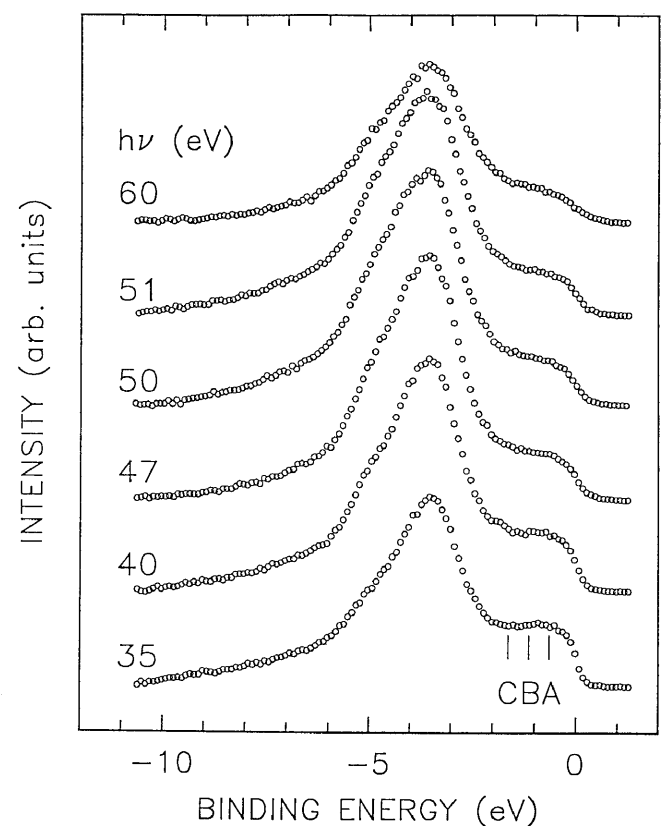 INTENSITY (arb. units)
hν (eV)
60
51
50
47
40
35
CBA
-10 -5 0
BINDING ENERGY (eV)